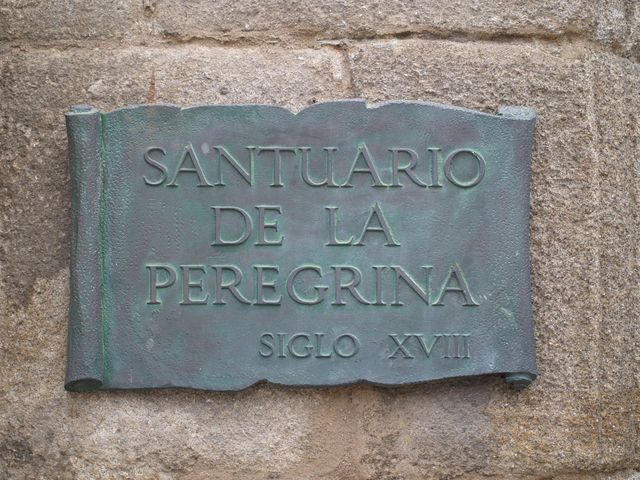 SANTUARIO
DE LA
PEREGRINA
SIGLO XVIII